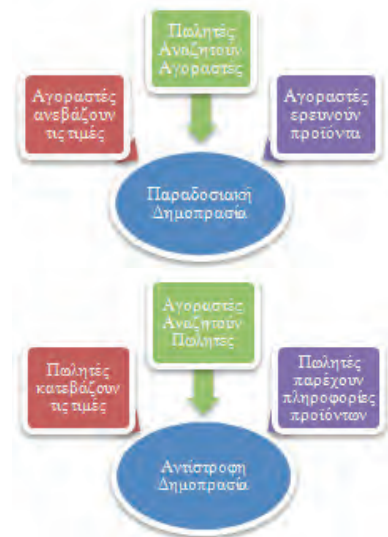 Πωλητές
Αναζητούν
Αγοραστές
Αγοραστές
ανεβάζουν
τις τιμές
Αγοραστές
ερευνούν
προϊόντα
Παραδοσιακή
Δημοπρασία
Αγοραστές
Αναζητούν
Πωλητες
Πωλητές
κατεβάζουν
τις τιμές
Πωλητές
παρέχουν
πληροφορίες
προϊόντων
Αντίστροφη
Δημοπρασία